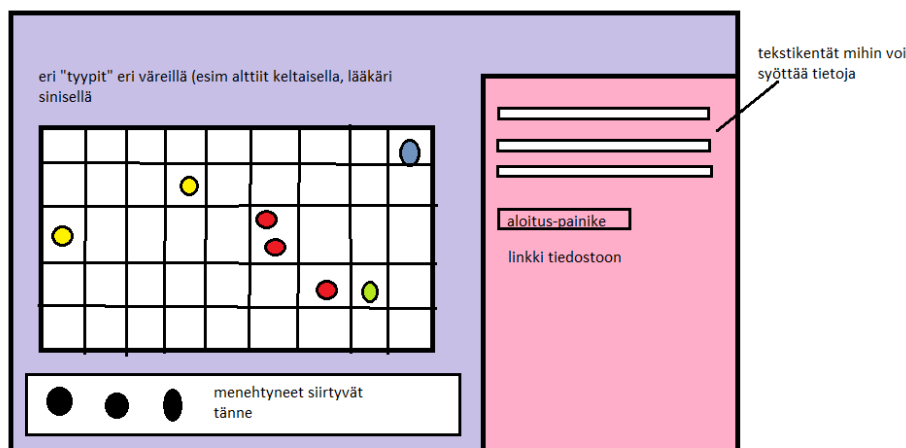 eri "tyypit" eri väreillä (esim alttiit keltaisella, lääkäri
sinisellä
tekstikentät mihin voi
syöttää tietoja
aloitus-painike
linkki tiedostoon
menehtyneet siirtyvät
tänne